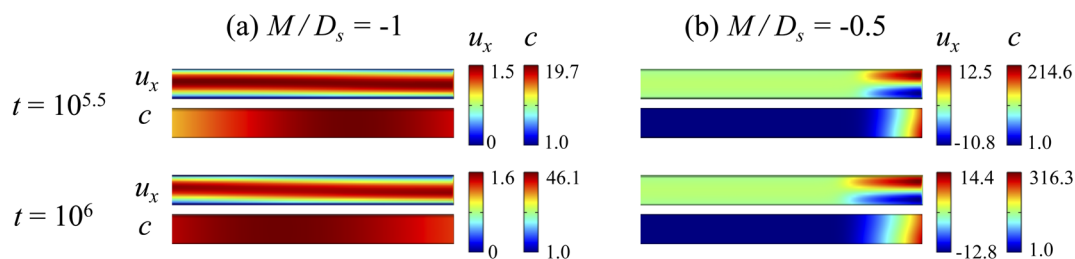 (a) M/Dₛ = -1
(b) M/Dₛ = -0.5
uₓ c
uₓ c
t = 10^5.5
uₓ
c
1.5 19.7
0 1.0
12.5 214.6
-10.8 1.0
t = 10^6
uₓ
c
1.6 46.1
0 1.0
14.4 316.3
-12.8 1.0